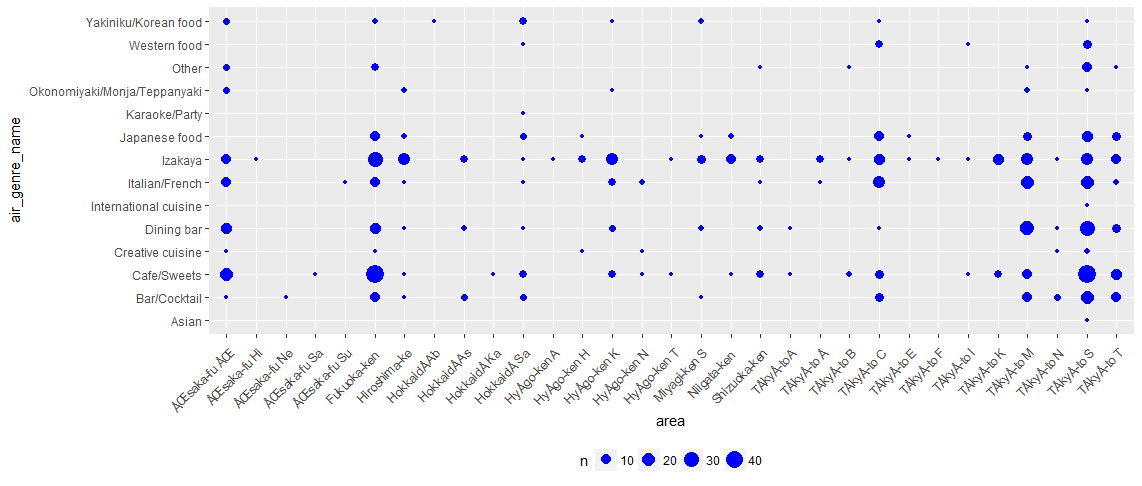 Yakiniku/Korean food
Western food
Other
Okonomiyaki/Monja/Teppanyaki
Karaoke/Party
Japanese food
Izakaya
Italian/French
International cuisine
Dining bar
Creative cuisine
Cafe/Sweets
Bar/Cocktail
Asian
air_genre_name
ÅŒsaka-fu ÅŒ
ÅŒsaka-fu Hi
ÅŒsaka-fu Ne
ÅŒsaka-fu Sa
ÅŒsaka-fu Su
Fukuoka-ken
Hiroshima-ke
HokkaidÅ Ab
HokkaidÅ As
HokkaidÅ Ka
HokkaidÅ Sa
HyÅgo-ken A
HyÅgo-ken H
HyÅgo-ken K
HyÅgo-ken N
HyÅgo-ken T
Miyagi-ken S
Niigata-ken
Shizuoka-ken
TÅkyÅ-to A
TÅkyÅ-to Å
TÅkyÅ-to B
TÅkyÅ-to C
TÅkyÅ-to E
TÅkyÅ-to F
TÅkyÅ-to I
TÅkyÅ-to K
TÅkyÅ-to M
TÅkyÅ-to N
TÅkyÅ-to S
TÅkyÅ-to T
area
n 10 20 30 40